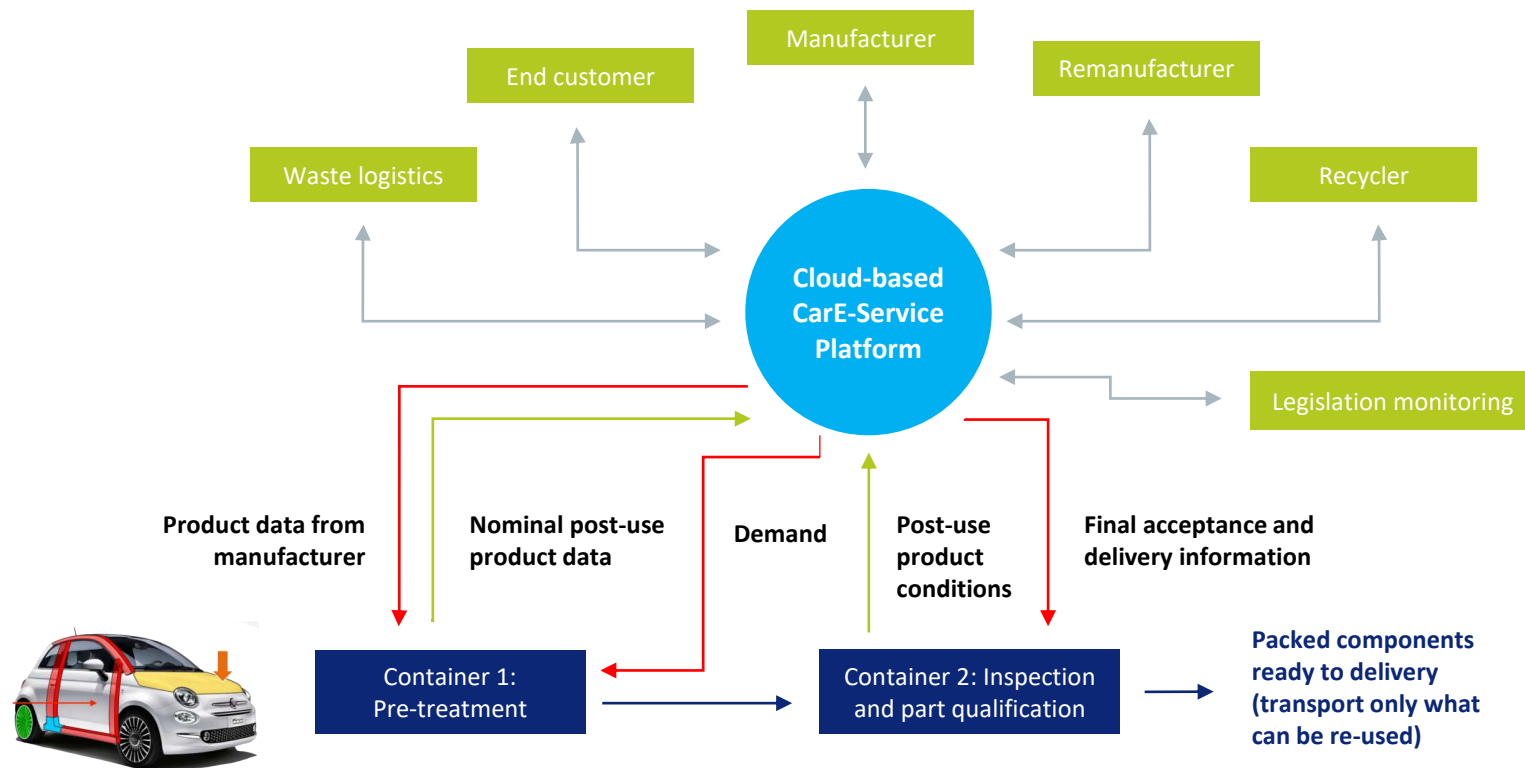 Manufacturer
End customer
Remanufacturer
Waste logistics
Recycler
Cloud-based
CarE-Service
Platform
Legislation monitoring
Product data from
manufacturer
Nominal post-use
product data
Demand
Post-use
product
conditions
Final acceptance and
delivery information
Container 1:
Pre-treatment
Container 2: Inspection
and part qualification
Packed components
ready to delivery
(transport only what
can be re-used)